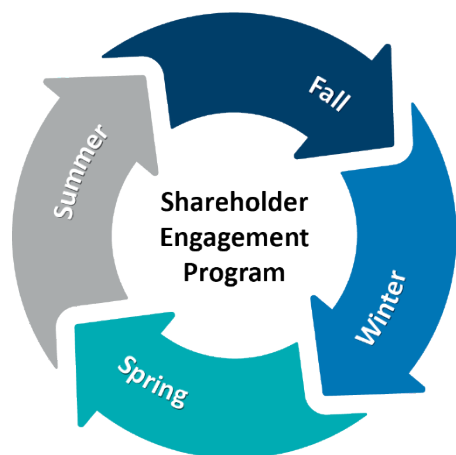 Fall
Summer
Shareholder
Engagement
Program
Winter
Spring